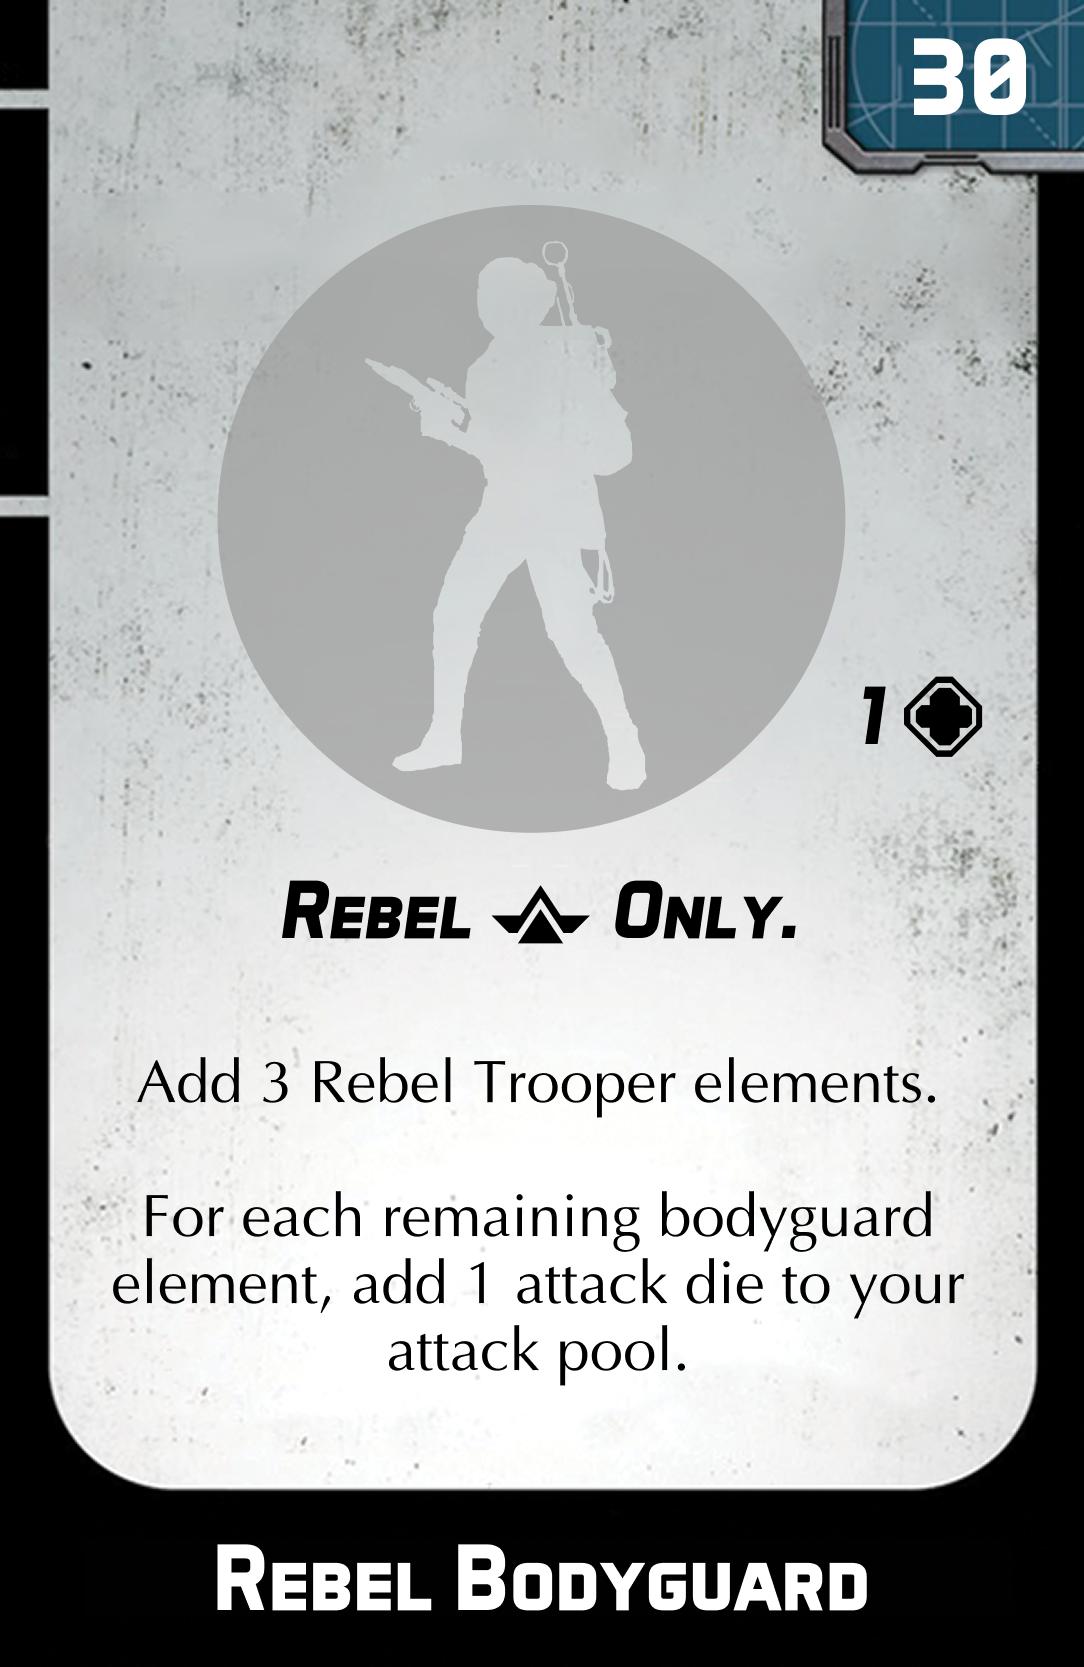 30
1
Rebel Only.
Add 3 Rebel Trooper elements.
For each remaining bodyguard
element, add 1 attack die to your
attack pool.
Rebel Bodyguard